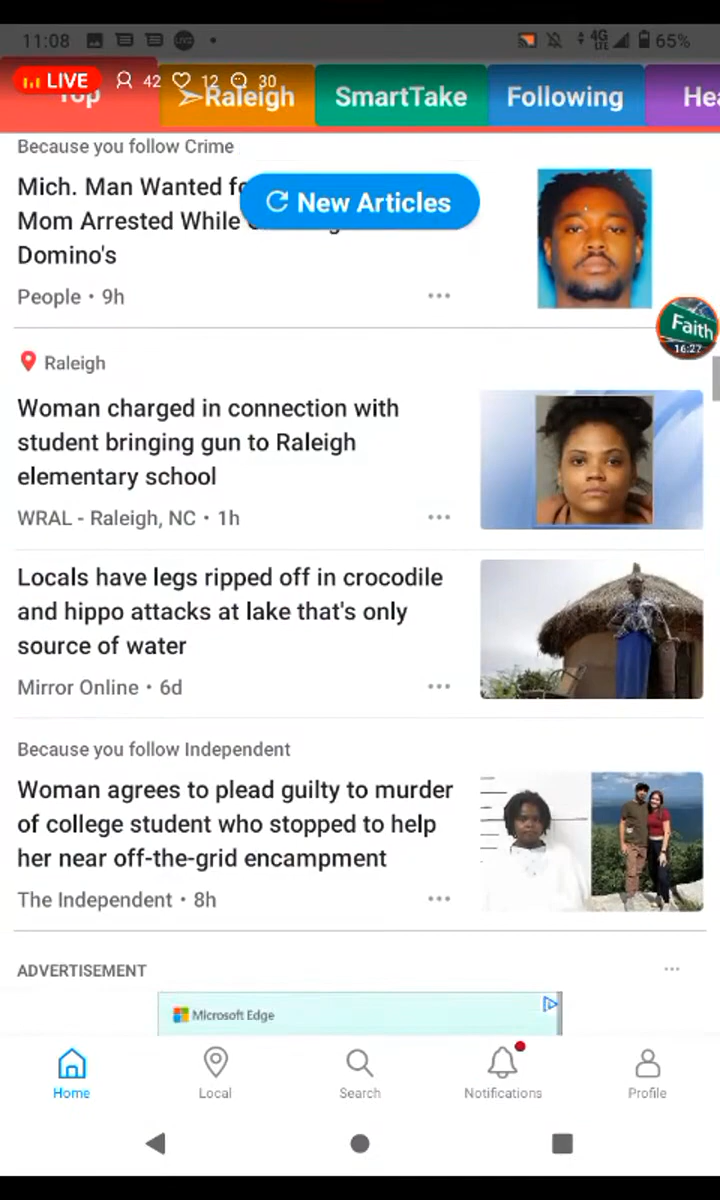 11:08
4G
LTE
65%
LIVE 42 12 30
Top Raleigh SmartTake Following
Because you follow Crime
Mich. Man Wanted
Mom Arrested While
Domino's
New Articles
People • 9h
Faith
16:27
Raleigh
Woman charged in connection with
student bringing gun to Raleigh
elementary school
WRAL - Raleigh, NC • 1h
Locals have legs ripped off in crocodile
and hippo attacks at lake that's only
source of water
Mirror Online • 6d
Because you follow Independent
Woman agrees to plead guilty to murder
of college student who stopped to help
her near off-the-grid encampment
The Independent • 8h
ADVERTISEMENT
Microsoft Edge
Home Local Search Notifications Profile